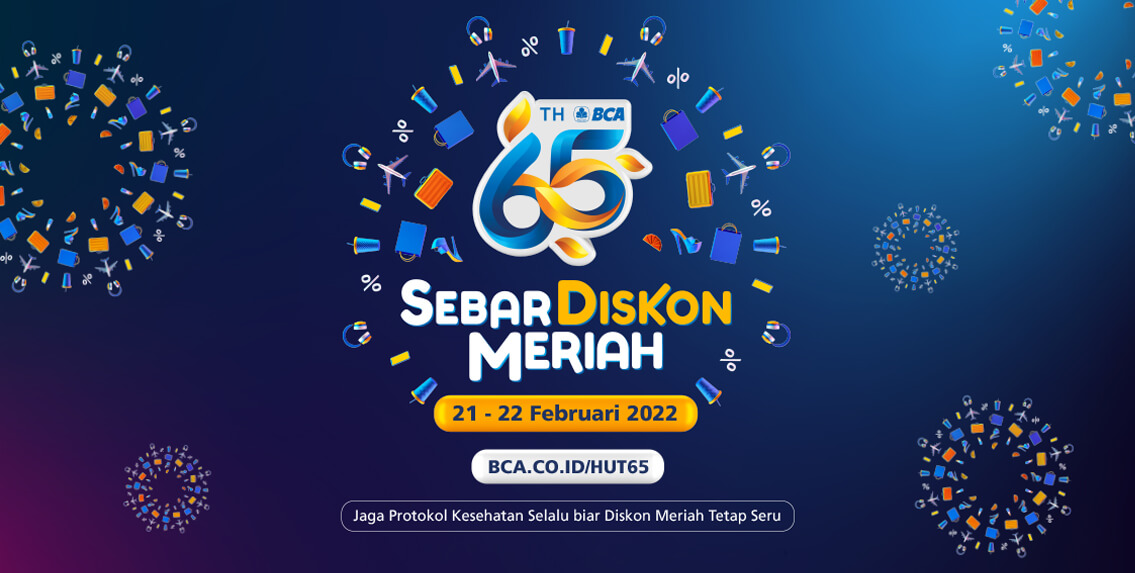 TH BCA
65
SEBAR DISKON
MERIAH
21 - 22 Februari 2022
BCA.CO.ID/HUT65
Jaga Protokol Kesehatan Selalu biar Diskon Meriah Tetap Seru